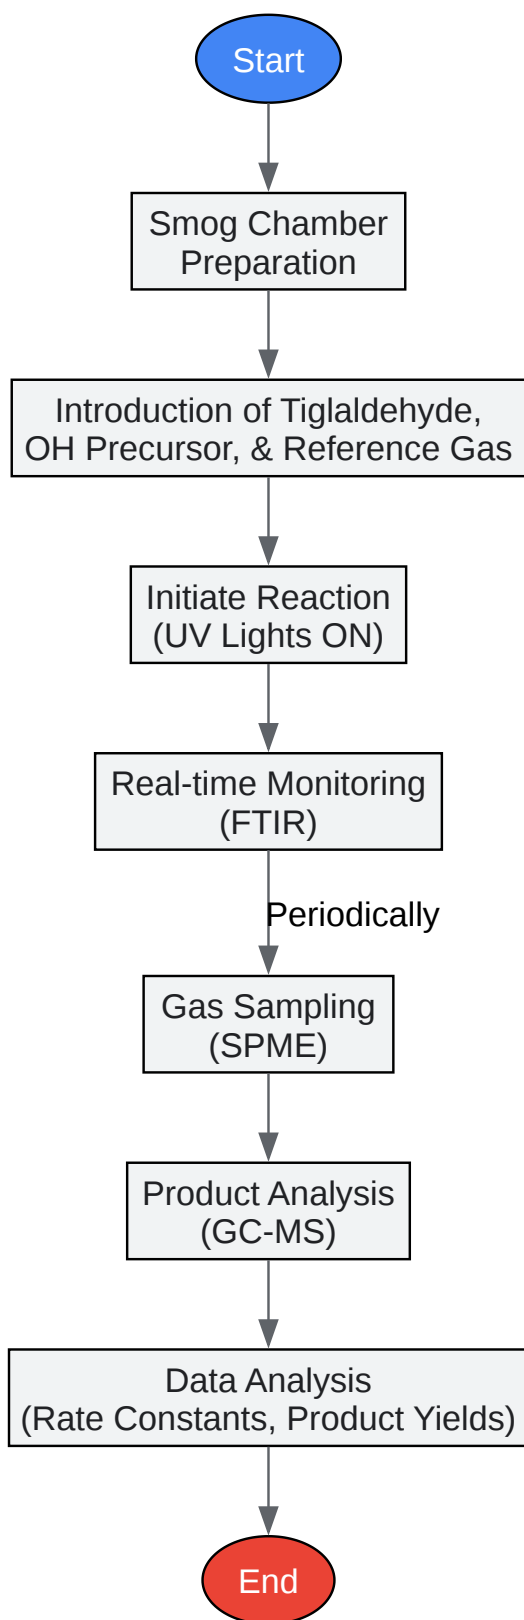 Start
Smog Chamber
Preparation
Introduction of Tiglaldehyde,
OH Precursor, & Reference Gas
Initiate Reaction
(UV Lights ON)
Real-time Monitoring
(FTIR)
Periodically
Gas Sampling
(SPME)
Product Analysis
(GC-MS)
Data Analysis
(Rate Constants, Product Yields)
End